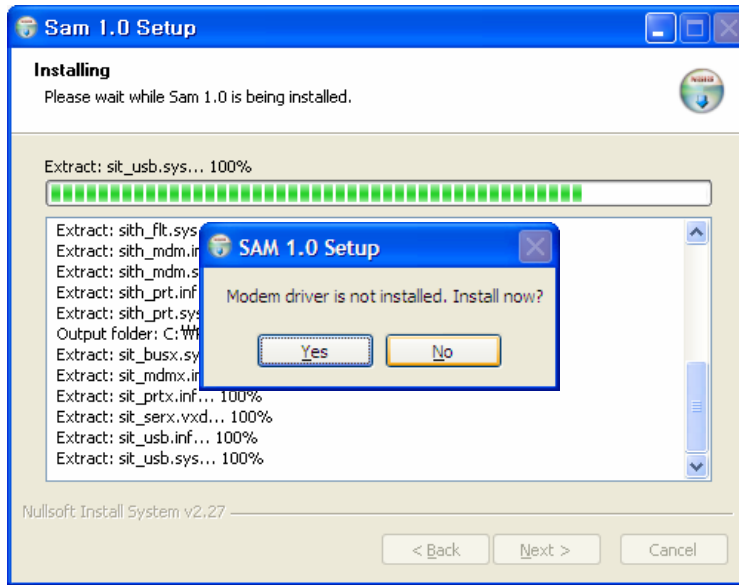 Sam 1.0 Setup
Installing
Please wait while Sam 1.0 is being installed.
Extract: sit_usb.sys... 100%
Extract: sith_flt.sys
Extract: sith_mdm.in
Extract: sith_mdm.s
Extract: sith_prt.inf
Extract: sith_prt.sys
Output folder: C:₩
Extract: sit_busx.sy
Extract: sit_mdmx.in
Extract: sit_prtx.inf... 100%
Extract: sit_serx.vxd... 100%
Extract: sit_usb.inf... 100%
Extract: sit_usb.sys... 100%
SAM 1.0 Setup
Modem driver is not installed. Install now?
Yes
No
Nullsoft Install System v2.27
< Back
Next >
Cancel